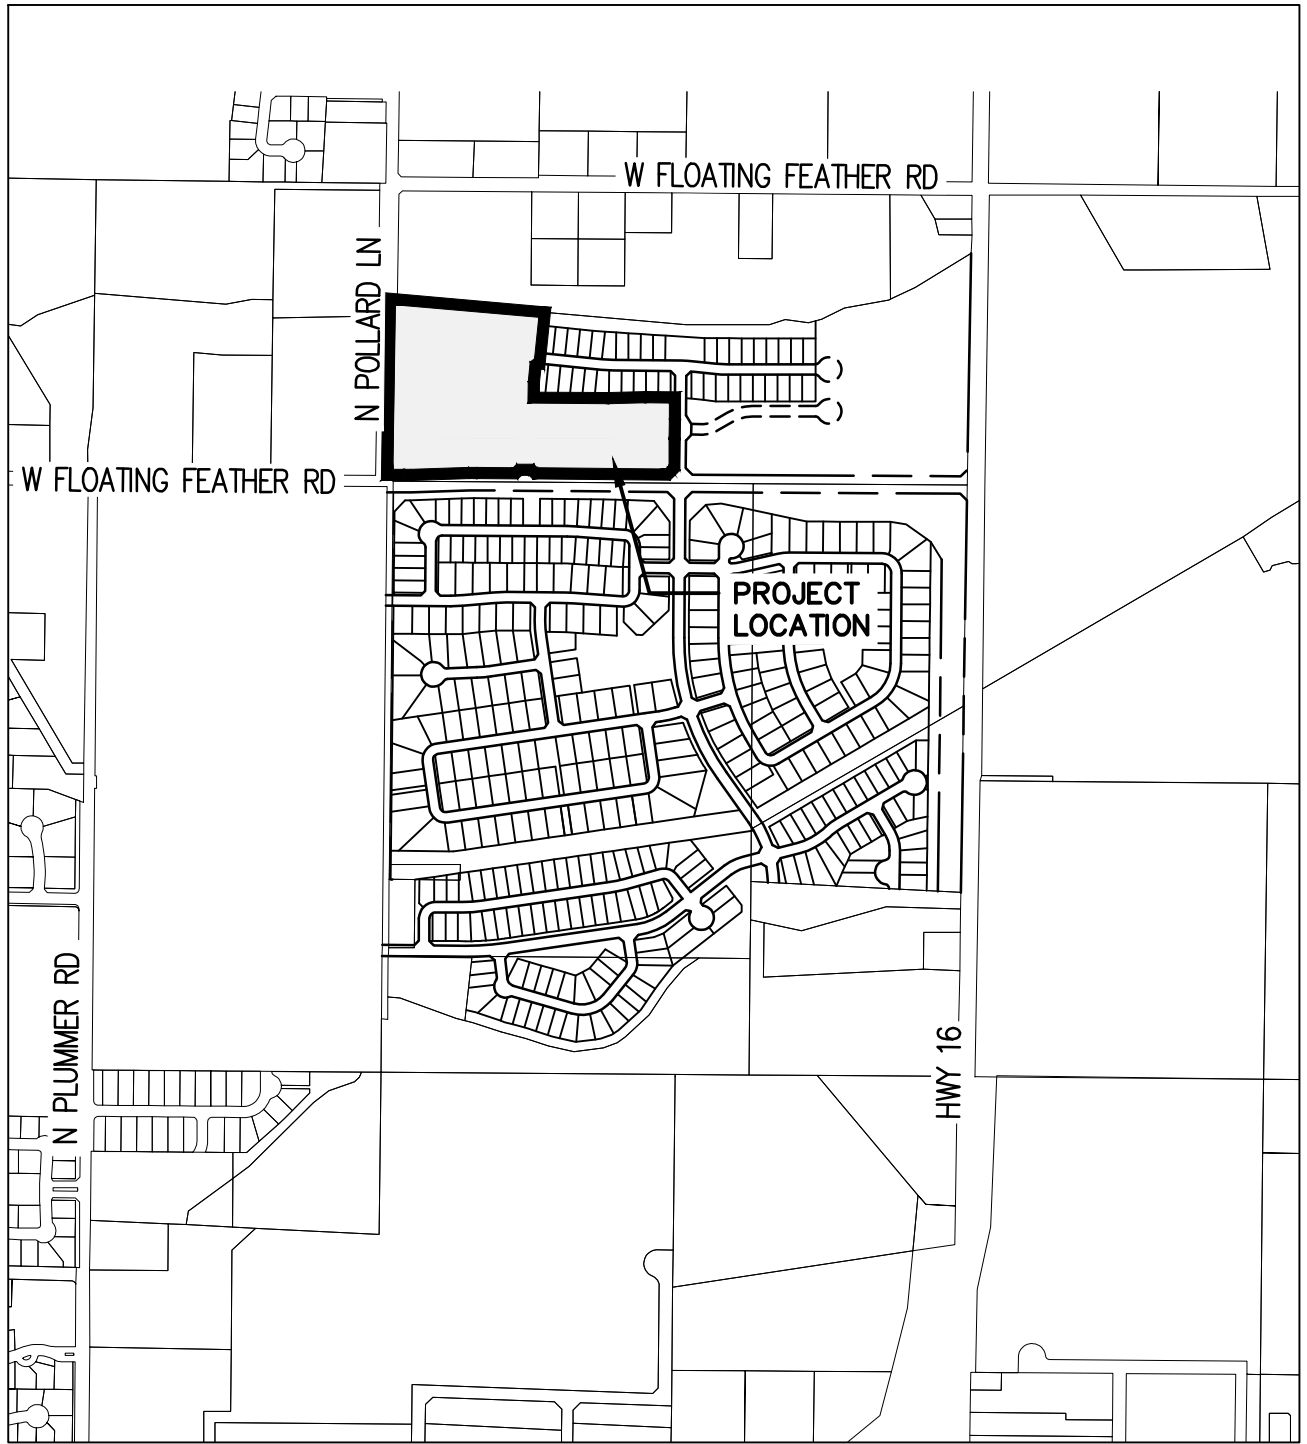 W FLOATING FEATHER RD
N POLLARD LN
W FLOATING FEATHER RD
PROJECT
LOCATION
N PLUMMER RD
HWY 16